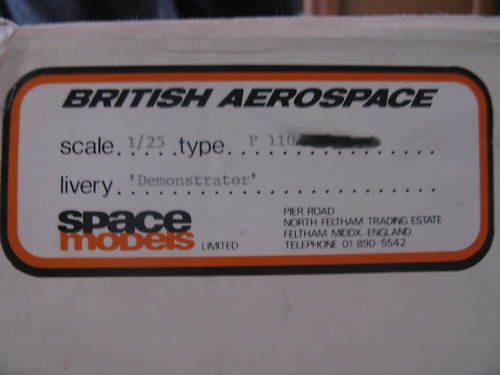 BRITISH AEROSPACE
scale. 1/25 .type. P 110
livery. 'Demonstrator'
space
models LIMITED
PIER ROAD
NORTH FELTHAM TRADING ESTATE
FELTHAM. MIDDX. ENGLAND
TELEPHONE 01 890 5542